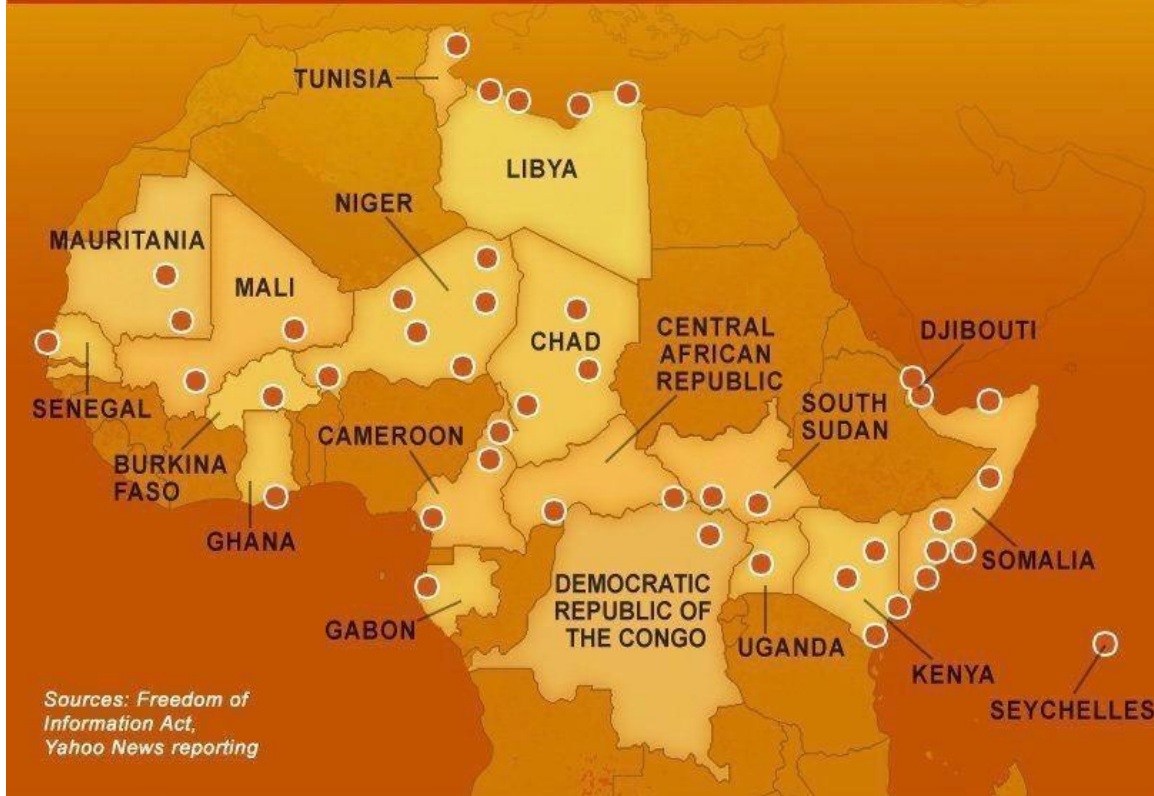 TUNISIA
LIBYA
NIGER
MAURITANIA
MALI
CHAD
CENTRAL
AFRICAN
REPUBLIC
DJIBOUTI
SENEGAL
CAMEROON
SOUTH
SUDAN
BURKINA
FASO
GHANA
SOMALIA
DEMOCRATIC
REPUBLIC OF
THE CONGO
GABON
UGANDA
KENYA
SEYCHELLES
Sources: Freedom of
Information Act,
Yahoo News reporting